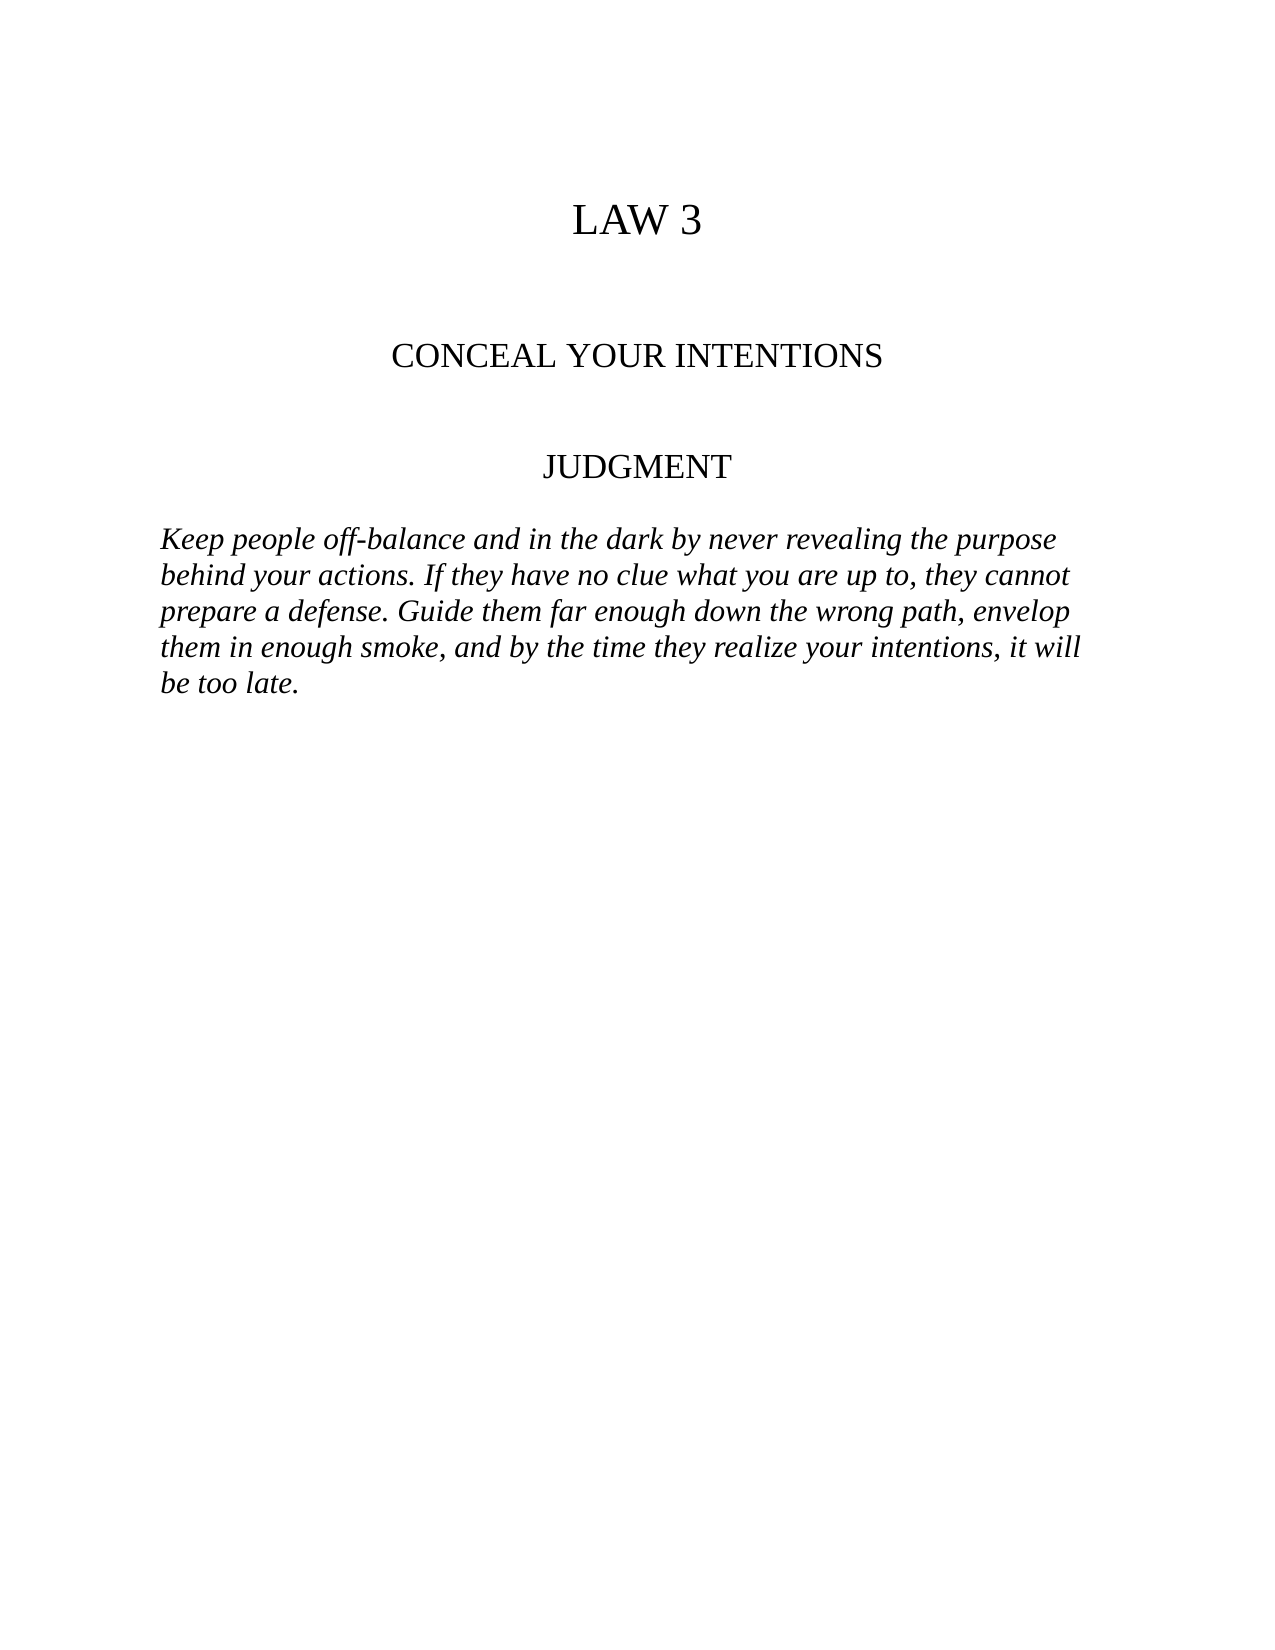 LAW 3
CONCEAL YOUR INTENTIONS
JUDGMENT
Keep people off-balance and in the dark by never revealing the purpose
behind your actions. If they have no clue what you are up to, they cannot
prepare a defense. Guide them far enough down the wrong path, envelop
them in enough smoke, and by the time they realize your intentions, it will
be too late.